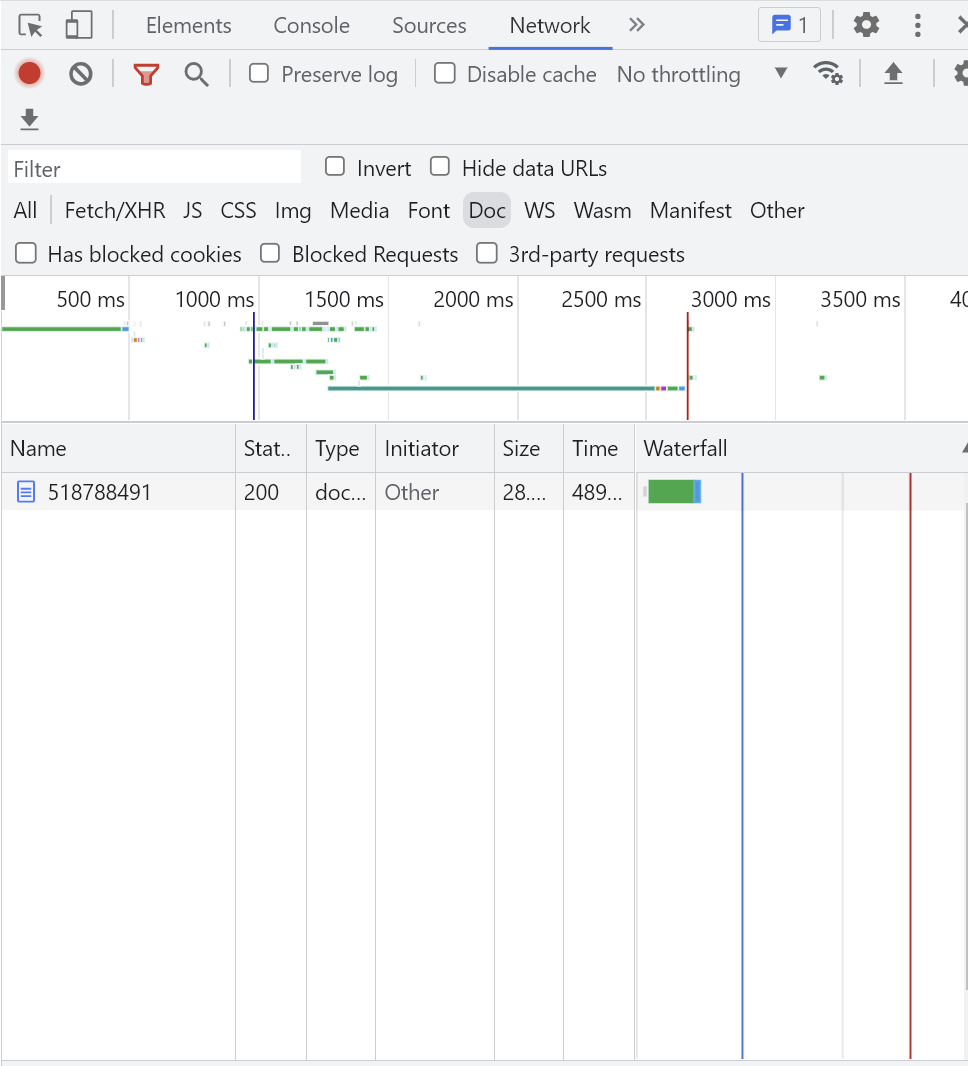 Elements Console Sources Network 1
Preserve log Disable cache No throttling
Filter Invert Hide data URLs
All Fetch/XHR JS CSS Img Media Font Doc WS Wasm Manifest Other
Has blocked cookies Blocked Requests 3rd-party requests
500 ms 1000 ms 1500 ms 2000 ms 2500 ms 3000 ms 3500 ms 40
Name Stat.. Type Initiator Size Time Waterfall
518788491 200 doc... Other 28.... 489...